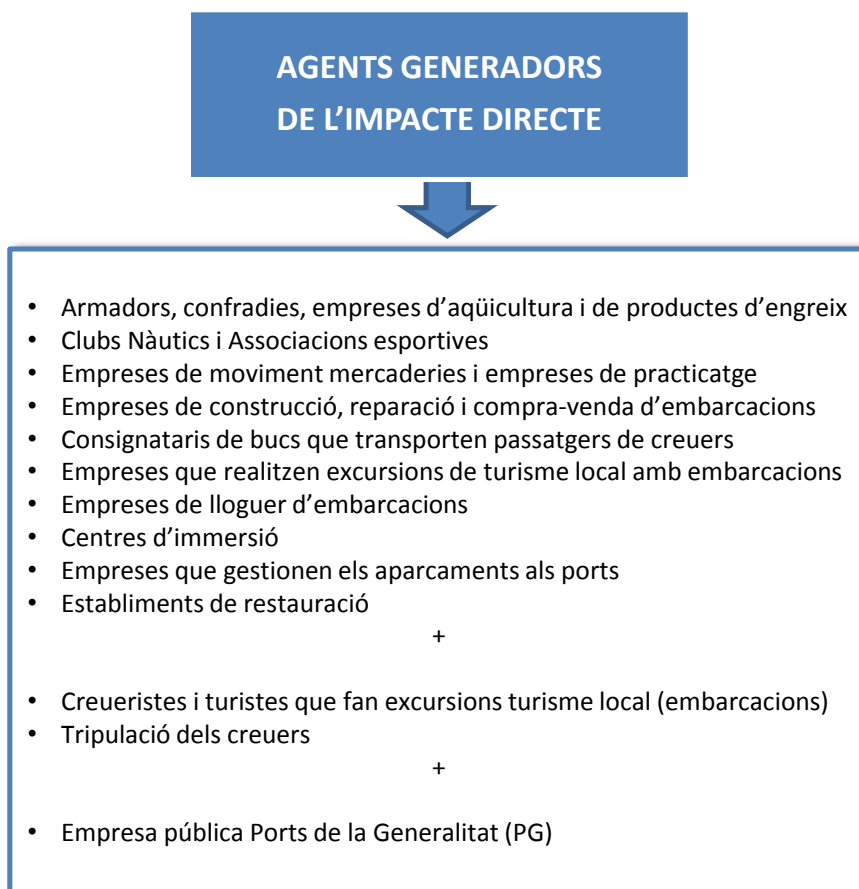 AGENTS GENERADORS
DE L’IMPACTE DIRECTE
• Armadors, confradies, empreses d’aqüicultura i de productes d’engreix
• Clubs Nàutics i Associacions esportives
• Empreses de moviment mercaderies i empreses de practicatge
• Empreses de construcció, reparació i compra-venda d’embarcacions
• Consignataris de bucs que transporten passatgers de creuers
• Empreses que realitzen excursions de turisme local amb embarcacions
• Empreses de lloguer d’embarcacions
• Centres d’immersió
• Empreses que gestionen els aparcaments als ports
• Establiments de restauració
+
• Creueristes i turistes que fan excursions turisme local (embarcacions)
• Tripulació dels creuers
+
• Empresa pública Ports de la Generalitat (PG)